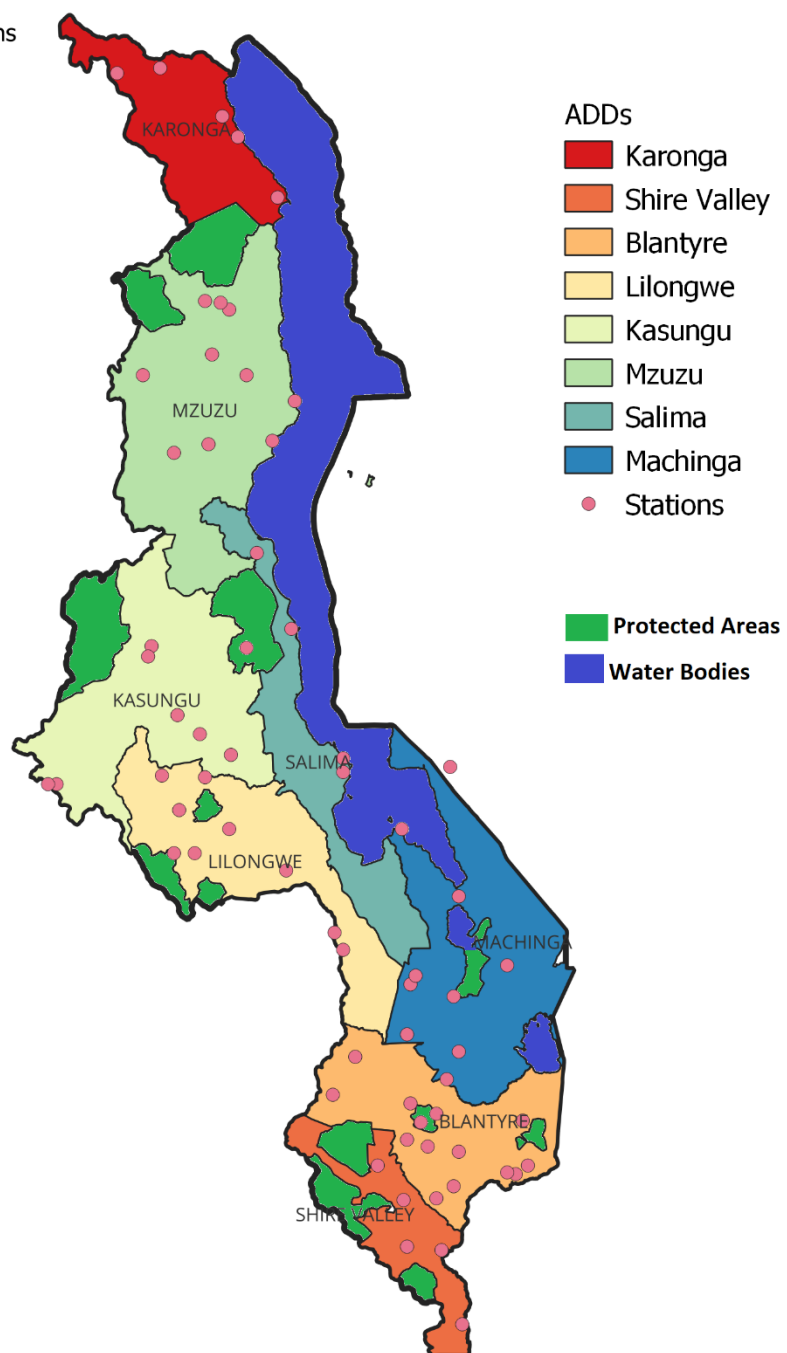 ns
KARONGA
MZUZU
KASUNGU
SALIMA
LILONGWE
MACHINGA
BLANTYRE
SHIRE VALLEY
ADDs
Karonga
Shire Valley
Blantyre
Lilongwe
Kasungu
Mzuzu
Salima
Machinga
Stations
Protected Areas
Water Bodies